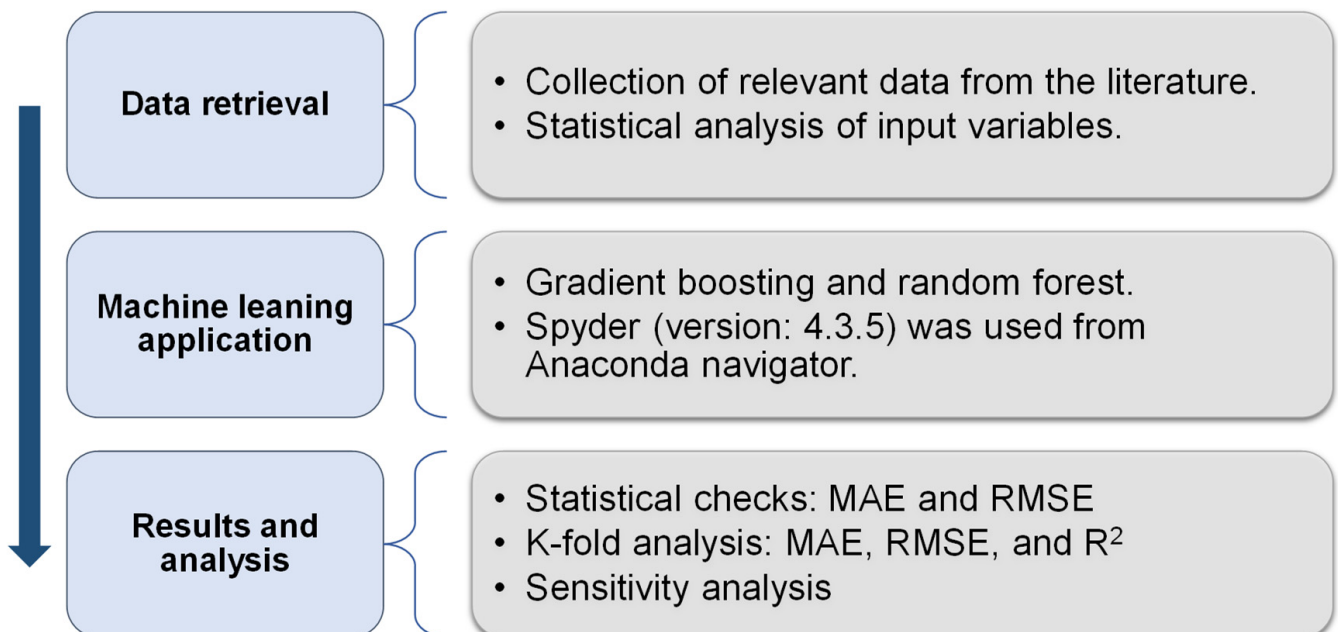 Data retrieval
• Collection of relevant data from the literature.
• Statistical analysis of input variables.
Machine leaning
application
• Gradient boosting and random forest.
• Spyder (version: 4.3.5) was used from
Anaconda navigator.
Results and
analysis
• Statistical checks: MAE and RMSE
• K-fold analysis: MAE, RMSE, and R²
• Sensitivity analysis